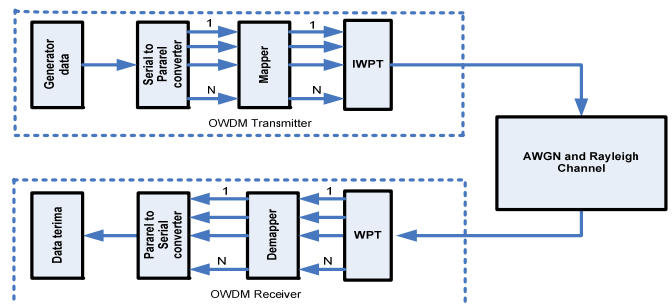 Generator
data
Serial to
Pararel
converter
1
N
Mapper
1
N
IWPT
OWDM Transmitter
AWGN and Rayleigh
Channel
Data terima
Pararel to
Serial
converter
1
N
Demapper
1
N
WPT
OWDM Receiver